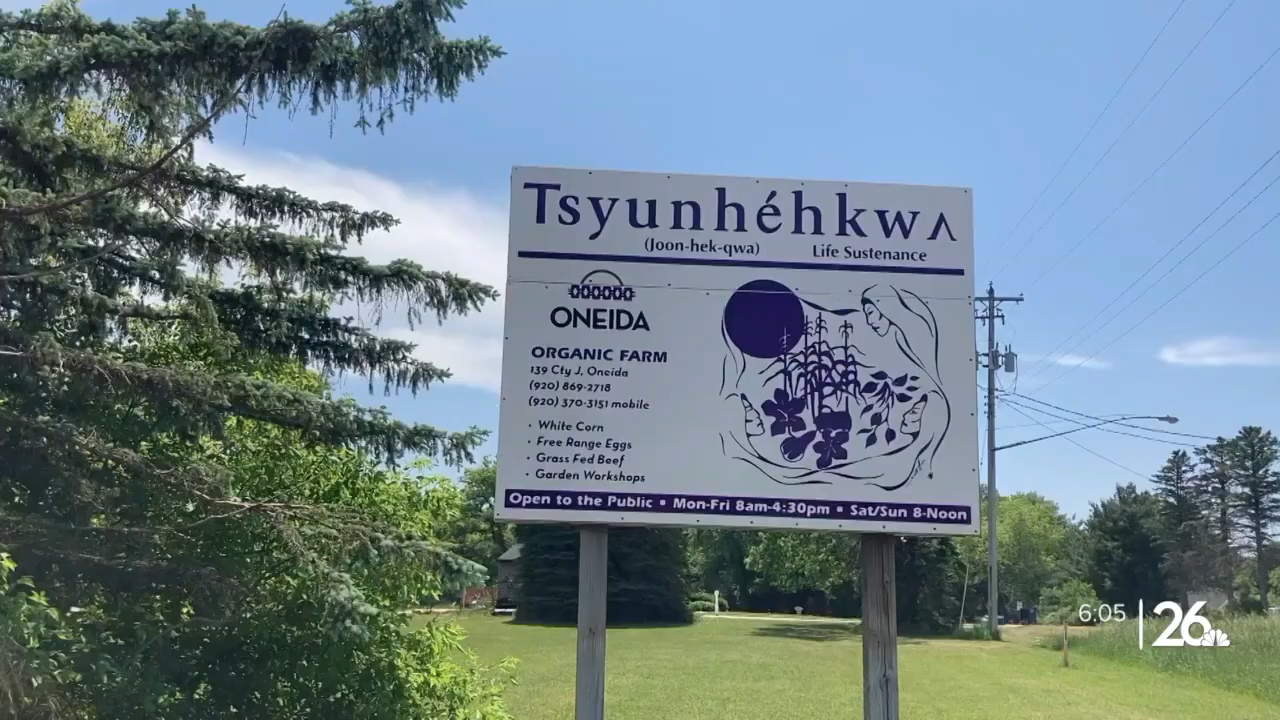 Tsyunhéhkwʌ
(Joon-hek-qwa) Life Sustenance
ONEIDA
ORGANIC FARM
139 Cty J, Oneida
(920) 869-2718
(920) 370-3151 mobile
• White Corn
• Free Range Eggs
• Grass Fed Beef
• Garden Workshops
Open to the Public • Mon-Fri 8am-4:30pm • Sat/Sun 8-Noon
6:05 | 26